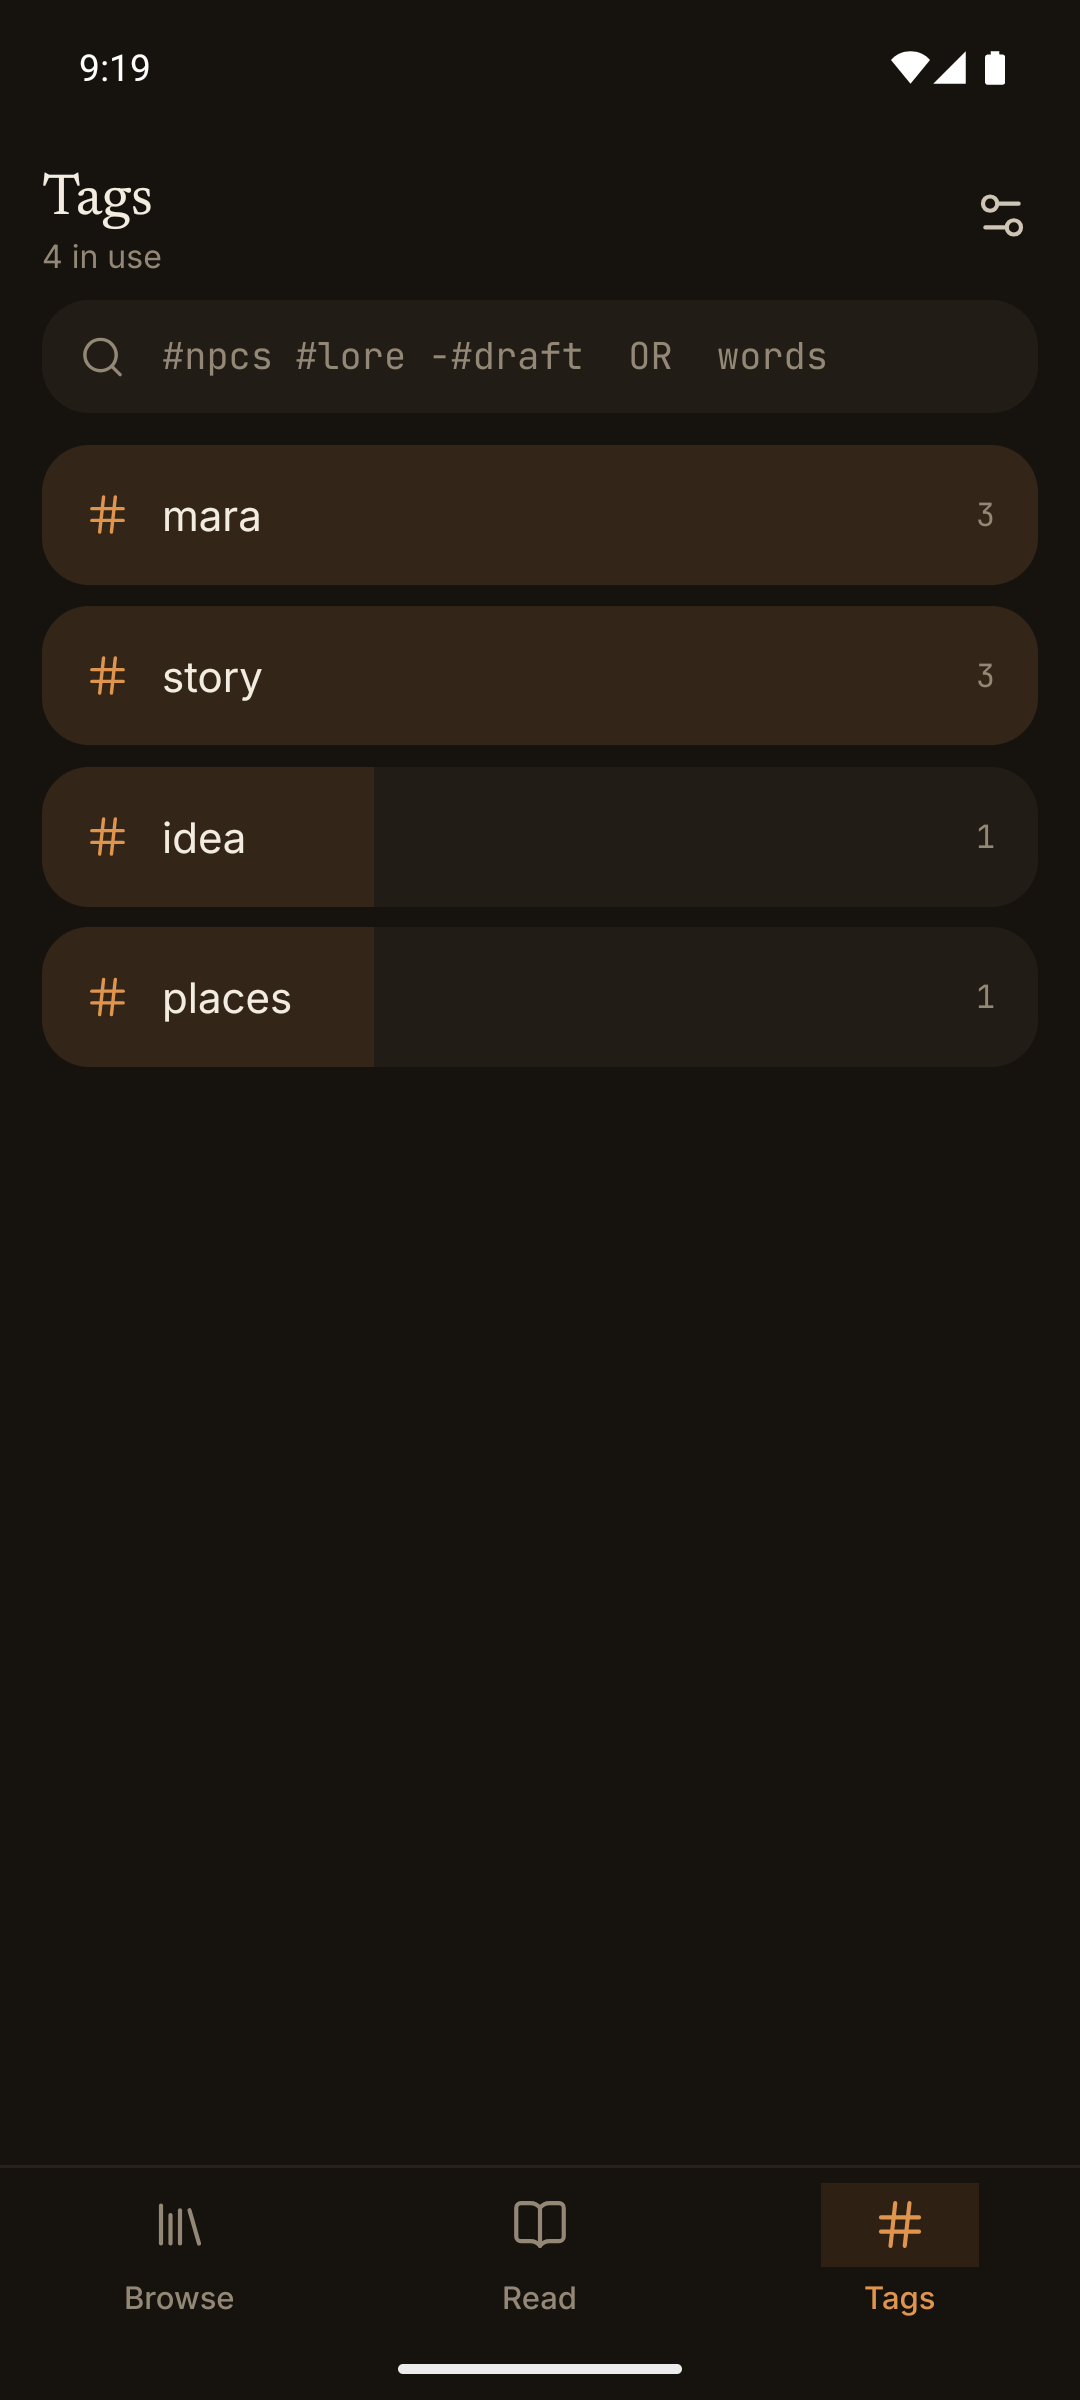 9:19
Tags
4 in use
#npcs #lore -#draft  OR  words
# mara 3
# story 3
# idea 1
# places 1
Browse Read Tags